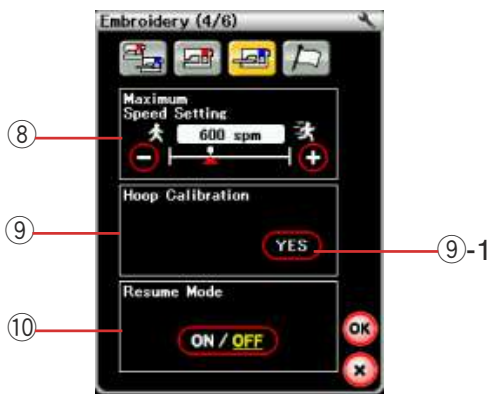 Embroidery (4/6)
Maximum
Speed Setting
⑧
600 spm
Hoop Calibration
⑨
YES
⑨-1
Resume Mode
⑩
ON / OFF
OK